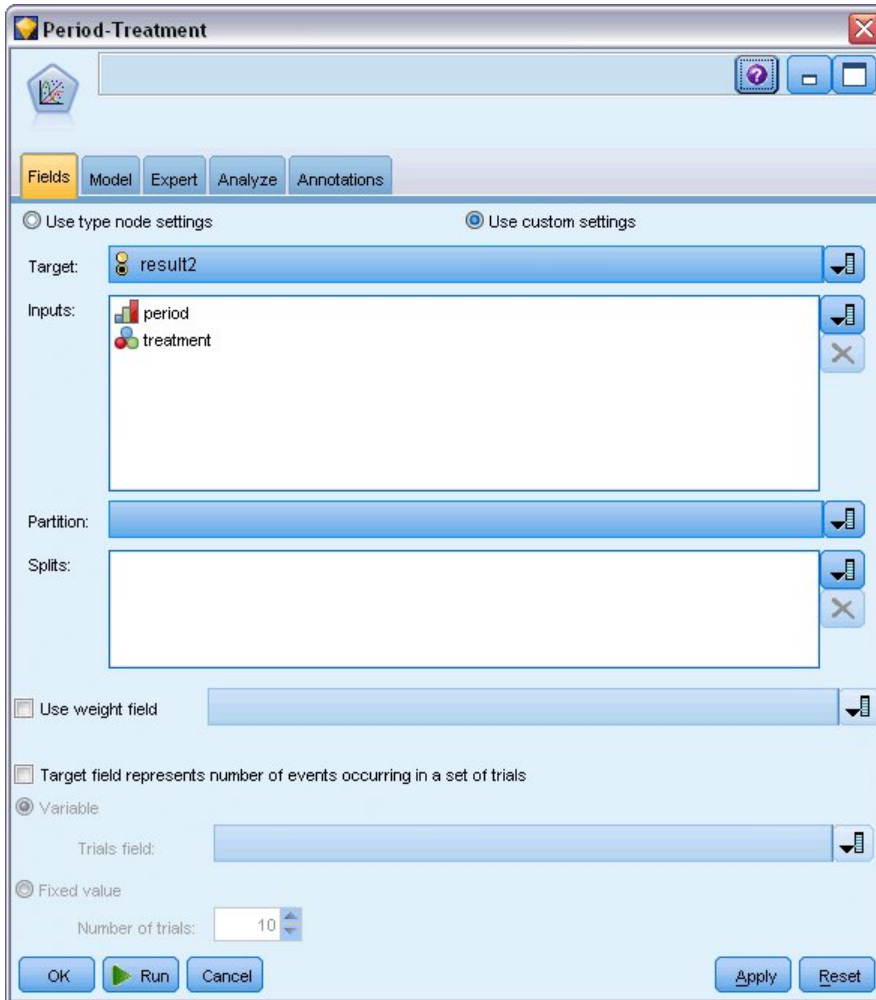 Period-Treatment
Fields Model Expert Analyze Annotations
Use type node settings Use custom settings
Target: result2
Inputs: period
treatment
Partition:
Splits:
Use weight field
Target field represents number of events occurring in a set of trials
Variable
Trials field:
Fixed value
Number of trials: 10
OK Run Cancel Apply Reset